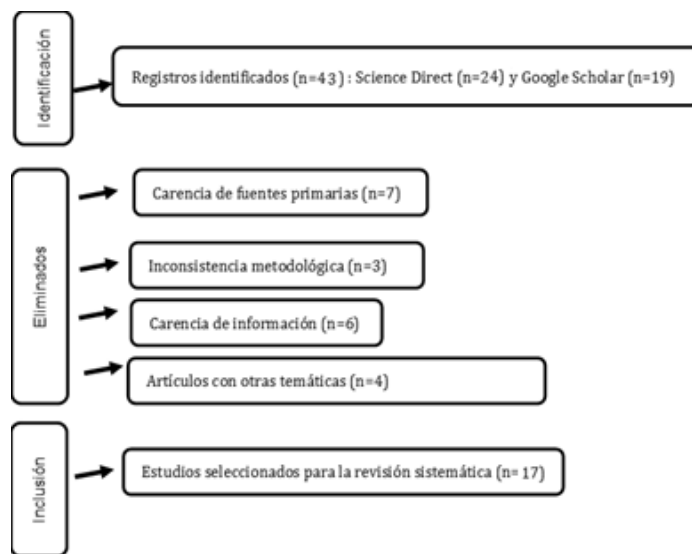 Identificación
Registros identificados (n=43) : Science Direct (n=24) y Google Scholar (n=19)
Eliminados
Carencia de fuentes primarias (n=7)
Inconsistencia metodológica (n=3)
Carencia de información (n=6)
Artículos con otras temáticas (n=4)
Inclusión
Estudios seleccionados para la revisión sistemática (n=17)